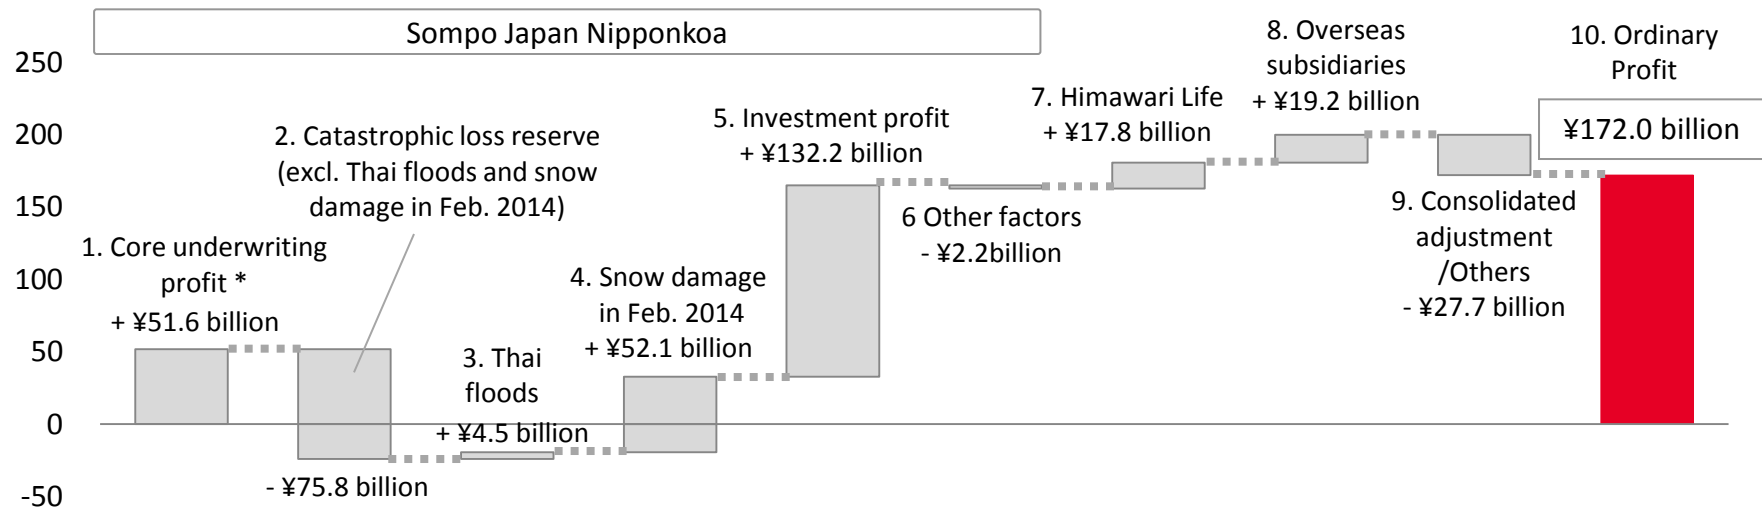 Sompo Japan Nipponkoa
250
200
150
100
50
0
-50
1. Core underwriting
profit *
+ ¥51.6 billion
2. Catastrophic loss reserve
(excl. Thai floods and snow
damage in Feb. 2014)
- ¥75.8 billion
3. Thai
floods
+ ¥4.5 billion
4. Snow damage
in Feb. 2014
+ ¥52.1 billion
5. Investment profit
+ ¥132.2 billion
6 Other factors
- ¥2.2billion
7. Himawari Life
+ ¥17.8 billion
8. Overseas
subsidiaries
+ ¥19.2 billion
9. Consolidated
adjustment
/Others
- ¥27.7 billion
10. Ordinary
Profit
¥172.0 billion